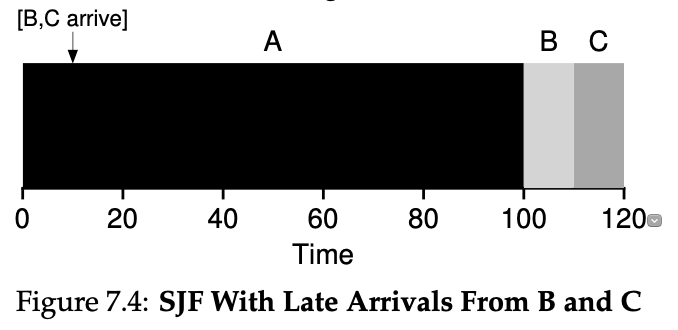 [B,C arrive]
A B C
0 20 40 60 80 100 120
Time
Figure 7.4: SJF With Late Arrivals From B and C